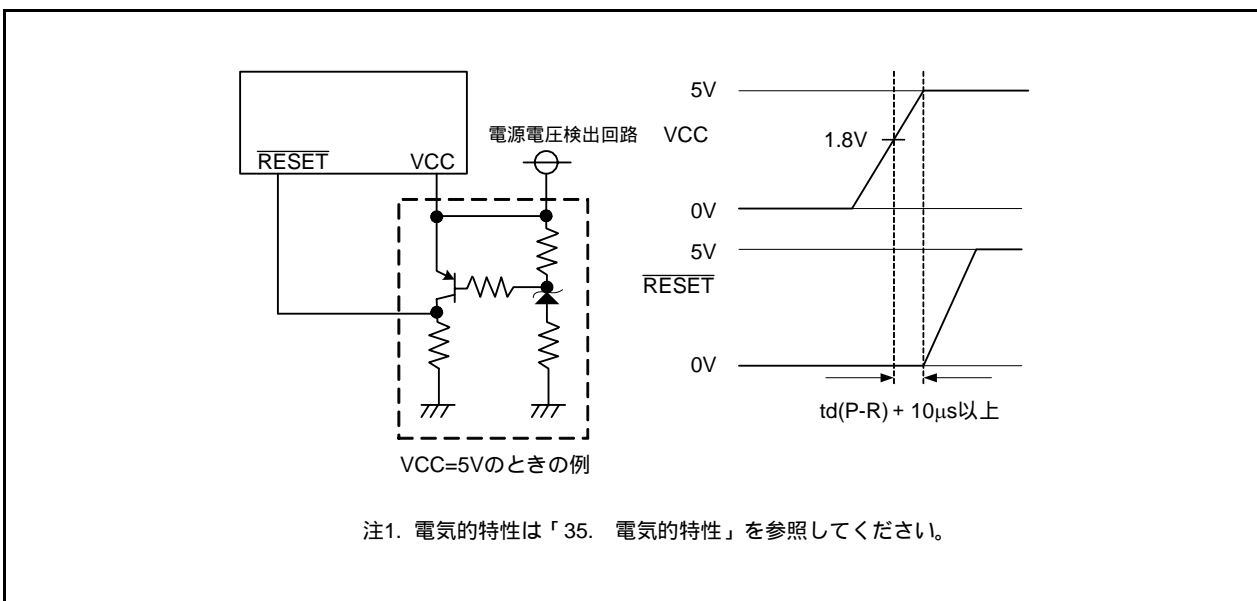 RESET
VCC
電源電圧検出回路
VCC=5Vのときの例
5V
VCC
1.8V
0V
5V
RESET
0V
td(P-R) + 10μs以上
注1. 電気的特性は「35. 電気的特性」を参照してください。